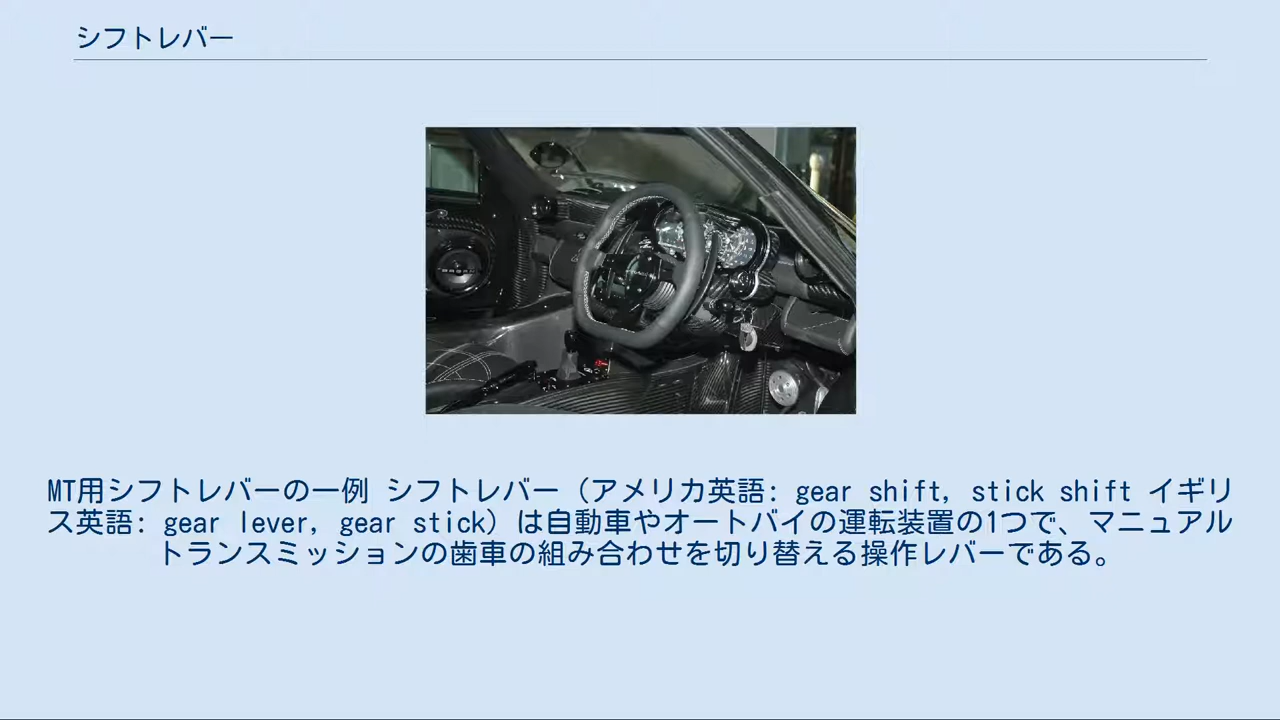 シフトレバー
MT用シフトレバーの一例 シフトレバー（アメリカ英語: gear shift, stick shift イギリ
ス英語: gear lever, gear stick）は自動車やオートバイの運転装置の1つで、マニュアル
トランスミッションの歯車の組み合わせを切り替える操作レバーである。